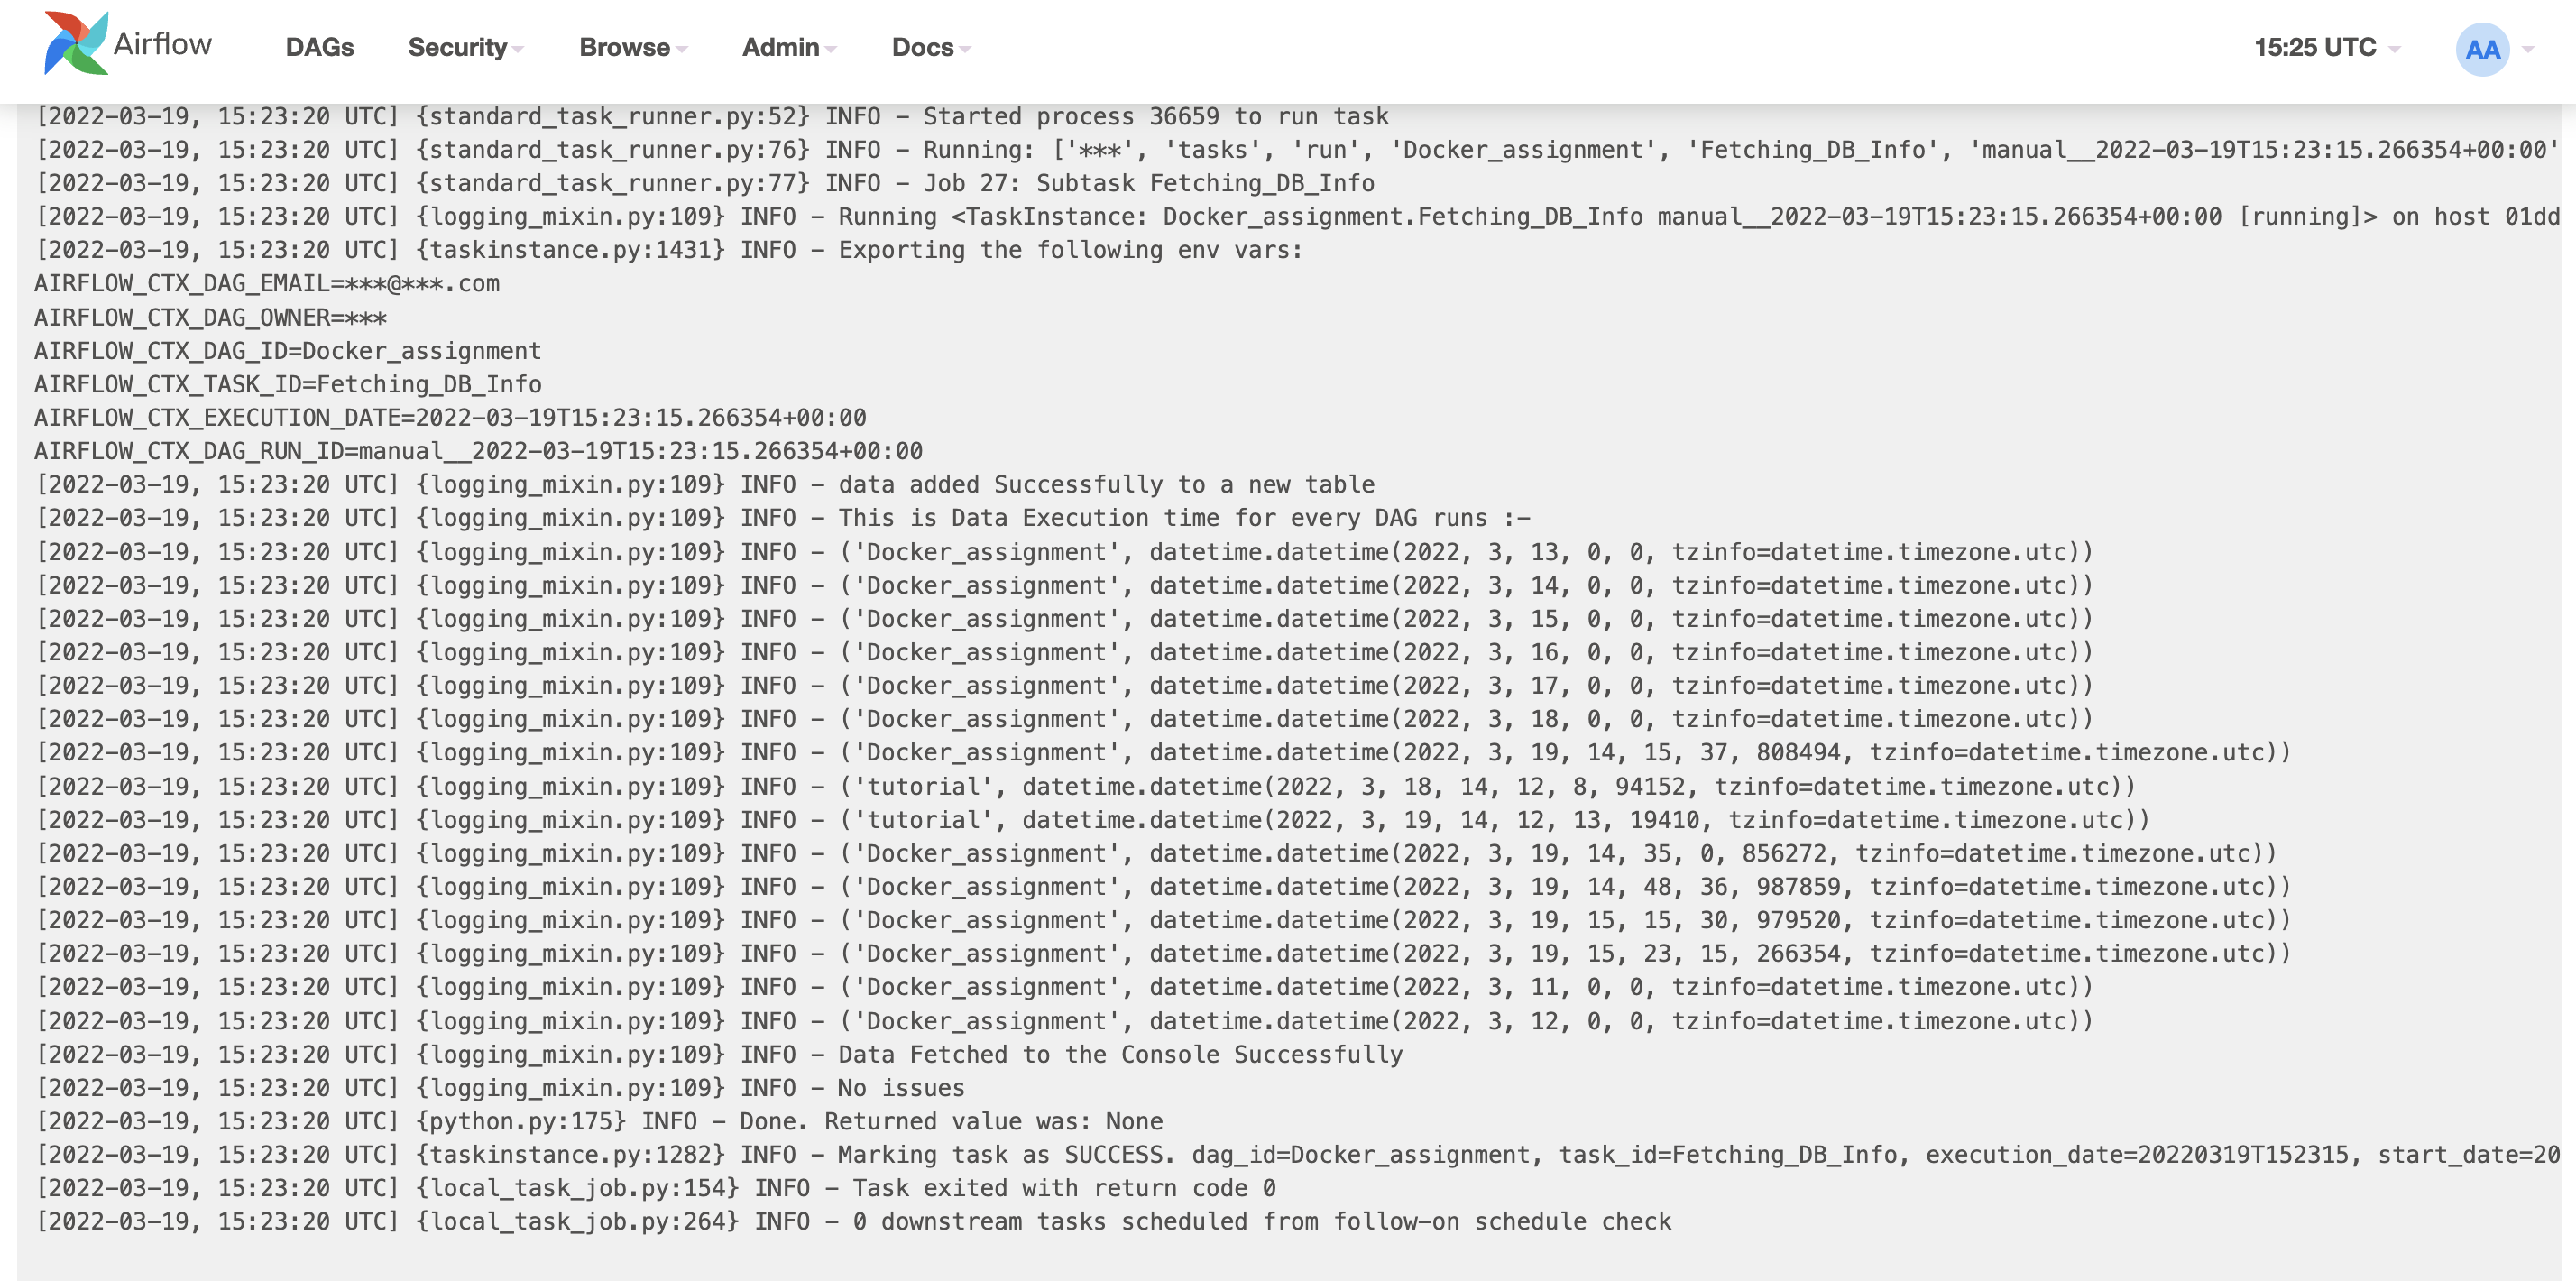 Airflow DAGs Security Browse Admin Docs 15:25 UTC AA
[2022-03-19, 15:23:20 UTC] {standard_task_runner.py:52} INFO - Started process 36659 to run task
[2022-03-19, 15:23:20 UTC] {standard_task_runner.py:76} INFO - Running: ['***', 'tasks', 'run', 'Docker_assignment', 'Fetching_DB_Info', 'manual__2022-03-19T15:23:15.266354+00:00'
[2022-03-19, 15:23:20 UTC] {standard_task_runner.py:77} INFO - Job 27: Subtask Fetching_DB_Info
[2022-03-19, 15:23:20 UTC] {logging_mixin.py:109} INFO - Running <TaskInstance: Docker_assignment.Fetching_DB_Info manual__2022-03-19T15:23:15.266354+00:00 [running]> on host 01dd
[2022-03-19, 15:23:20 UTC] {taskinstance.py:1431} INFO - Exporting the following env vars:
AIRFLOW_CTX_DAG_EMAIL=***@***.com
AIRFLOW_CTX_DAG_OWNER=***
AIRFLOW_CTX_DAG_ID=Docker_assignment
AIRFLOW_CTX_TASK_ID=Fetching_DB_Info
AIRFLOW_CTX_EXECUTION_DATE=2022-03-19T15:23:15.266354+00:00
AIRFLOW_CTX_DAG_RUN_ID=manual__2022-03-19T15:23:15.266354+00:00
[2022-03-19, 15:23:20 UTC] {logging_mixin.py:109} INFO - data added Successfully to a new table
[2022-03-19, 15:23:20 UTC] {logging_mixin.py:109} INFO - This is Data Execution time for every DAG runs :-
[2022-03-19, 15:23:20 UTC] {logging_mixin.py:109} INFO - ('Docker_assignment', datetime.datetime(2022, 3, 13, 0, 0, tzinfo=datetime.timezone.utc))
[2022-03-19, 15:23:20 UTC] {logging_mixin.py:109} INFO - ('Docker_assignment', datetime.datetime(2022, 3, 14, 0, 0, tzinfo=datetime.timezone.utc))
[2022-03-19, 15:23:20 UTC] {logging_mixin.py:109} INFO - ('Docker_assignment', datetime.datetime(2022, 3, 15, 0, 0, tzinfo=datetime.timezone.utc))
[2022-03-19, 15:23:20 UTC] {logging_mixin.py:109} INFO - ('Docker_assignment', datetime.datetime(2022, 3, 16, 0, 0, tzinfo=datetime.timezone.utc))
[2022-03-19, 15:23:20 UTC] {logging_mixin.py:109} INFO - ('Docker_assignment', datetime.datetime(2022, 3, 17, 0, 0, tzinfo=datetime.timezone.utc))
[2022-03-19, 15:23:20 UTC] {logging_mixin.py:109} INFO - ('Docker_assignment', datetime.datetime(2022, 3, 18, 0, 0, tzinfo=datetime.timezone.utc))
[2022-03-19, 15:23:20 UTC] {logging_mixin.py:109} INFO - ('Docker_assignment', datetime.datetime(2022, 3, 19, 14, 15, 37, 808494, tzinfo=datetime.timezone.utc))
[2022-03-19, 15:23:20 UTC] {logging_mixin.py:109} INFO - ('tutorial', datetime.datetime(2022, 3, 18, 14, 12, 8, 94152, tzinfo=datetime.timezone.utc))
[2022-03-19, 15:23:20 UTC] {logging_mixin.py:109} INFO - ('tutorial', datetime.datetime(2022, 3, 19, 14, 12, 13, 19410, tzinfo=datetime.timezone.utc))
[2022-03-19, 15:23:20 UTC] {logging_mixin.py:109} INFO - ('Docker_assignment', datetime.datetime(2022, 3, 19, 14, 35, 0, 856272, tzinfo=datetime.timezone.utc))
[2022-03-19, 15:23:20 UTC] {logging_mixin.py:109} INFO - ('Docker_assignment', datetime.datetime(2022, 3, 19, 14, 48, 36, 987859, tzinfo=datetime.timezone.utc))
[2022-03-19, 15:23:20 UTC] {logging_mixin.py:109} INFO - ('Docker_assignment', datetime.datetime(2022, 3, 19, 15, 15, 30, 979520, tzinfo=datetime.timezone.utc))
[2022-03-19, 15:23:20 UTC] {logging_mixin.py:109} INFO - ('Docker_assignment', datetime.datetime(2022, 3, 19, 15, 23, 15, 266354, tzinfo=datetime.timezone.utc))
[2022-03-19, 15:23:20 UTC] {logging_mixin.py:109} INFO - ('Docker_assignment', datetime.datetime(2022, 3, 11, 0, 0, tzinfo=datetime.timezone.utc))
[2022-03-19, 15:23:20 UTC] {logging_mixin.py:109} INFO - ('Docker_assignment', datetime.datetime(2022, 3, 12, 0, 0, tzinfo=datetime.timezone.utc))
[2022-03-19, 15:23:20 UTC] {logging_mixin.py:109} INFO - Data Fetched to the Console Successfully
[2022-03-19, 15:23:20 UTC] {logging_mixin.py:109} INFO - No issues
[2022-03-19, 15:23:20 UTC] {python.py:175} INFO - Done. Returned value was: None
[2022-03-19, 15:23:20 UTC] {taskinstance.py:1282} INFO - Marking task as SUCCESS. dag_id=Docker_assignment, task_id=Fetching_DB_Info, execution_date=20220319T152315, start_date=20
[2022-03-19, 15:23:20 UTC] {local_task_job.py:154} INFO - Task exited with return code 0
[2022-03-19, 15:23:20 UTC] {local_task_job.py:264} INFO - 0 downstream tasks scheduled from follow-on schedule check